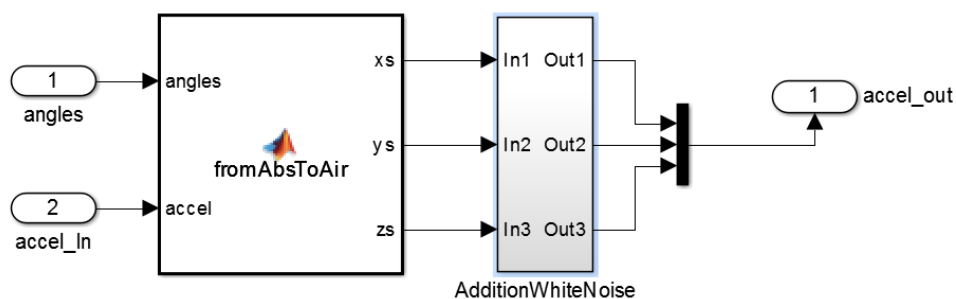 1
angles
2
accel_In
angles
accel
fromAbsToAir
xs
ys
zs
In1 Out1
In2 Out2
In3 Out3
AdditionWhiteNoise
1
accel_out